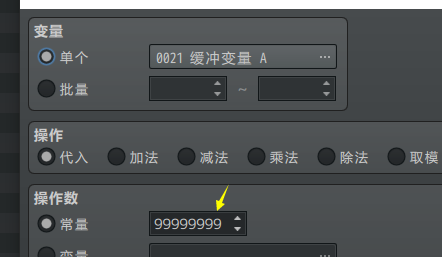 变量
单个 0021 缓冲变量 A ...
批量 ~
操作
代入 加法 减法 乘法 除法 取模
操作数
常量 99999999
变量 ...